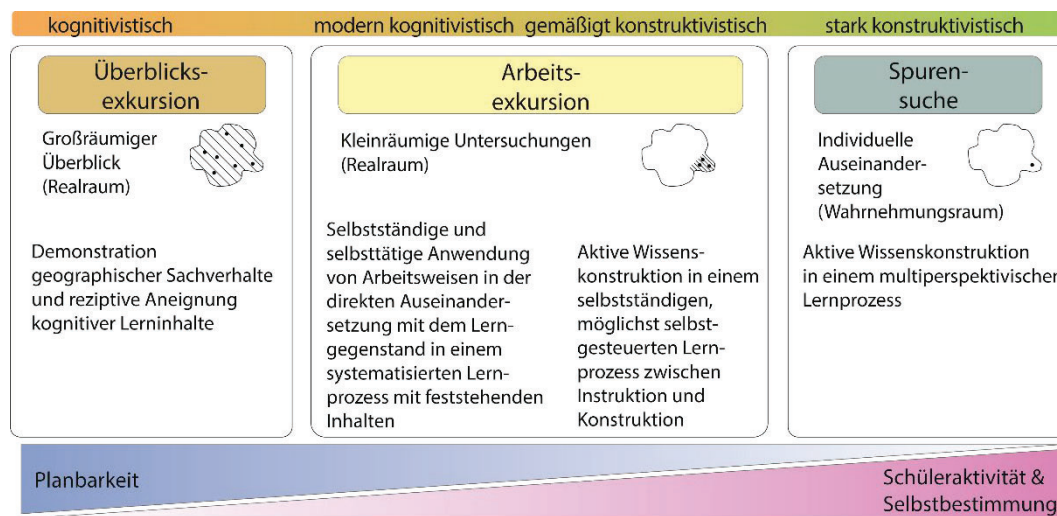 kognitivistisch
modern kognitivistisch
gemäßigt konstruktivistisch
stark konstruktivistisch
Überblicks-
exkursion
Großräumiger
Überblick
(Realraum)
Demonstration
geographischer Sachverhalte
und reziptive Aneignung
kognitiver Lerninhalte
Arbeits-
exkursion
Kleinräumige Untersuchungen
(Realraum)
Selbstständige und
selbsttätige Anwendung
von Arbeitsweisen in der
direkten Auseinander-
setzung mit dem Lern-
gegenstand in einem
systematisierten Lern-
prozess mit feststehenden
Inhalten
Aktive Wissens-
konstruktion in einem
selbstständigen,
möglichst selbst-
gesteuerten Lern-
prozess zwischen
Instruktion und
Konstruktion
Spuren-
suche
Individuelle
Auseinander-
setzung
(Wahrnehmungsraum)
Aktive Wissenskonstruktion
in einem multiperspektivischen
Lernprozess
Planbarkeit
Schüleraktivität &
Selbstbestimmung